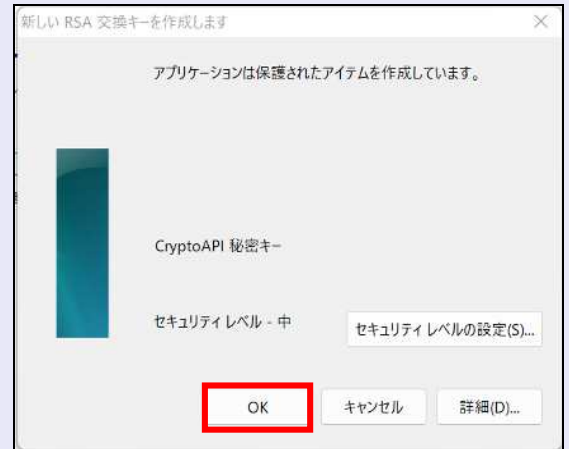 新しい RSA 交換キーを作成します
アプリケーションは保護されたアイテムを作成しています。
CryptoAPI 秘密キー
セキュリティ レベル - 中
セキュリティ レベルの設定(S)...
OK
キャンセル
詳細(D)...